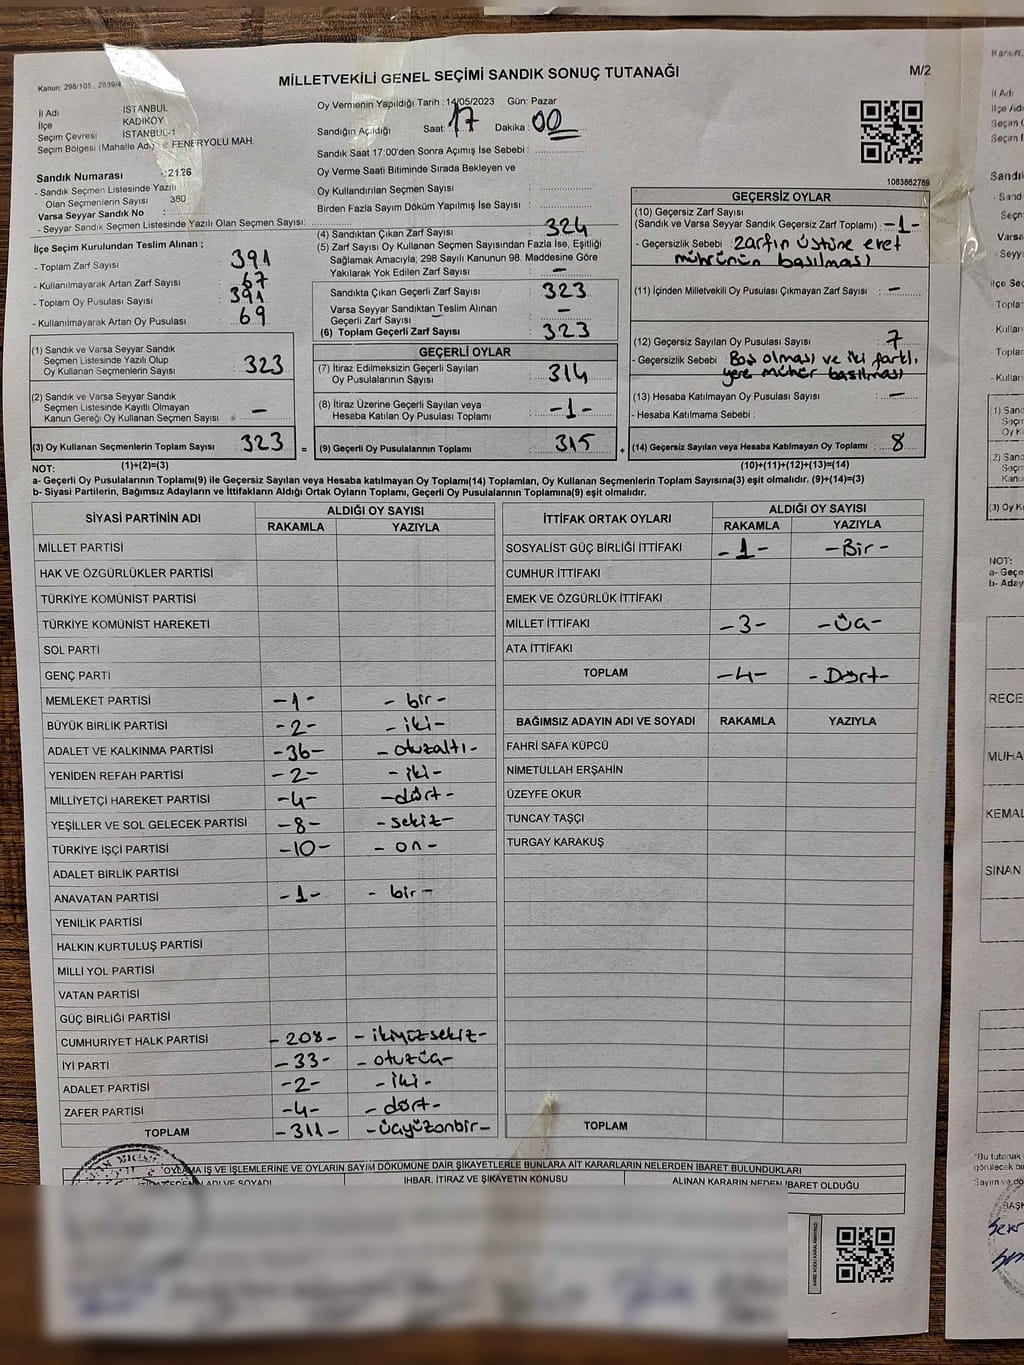 Kanun: 298/105 . 2839/4
MİLLETVEKİLİ GENEL SEÇİMİ SANDIK SONUÇ TUTANAĞI
M/2
İl Adı İSTANBUL
İlçe KADIKÖY
Seçim Çevresi İSTANBUL-1
Seçim Bölgesi (Mahalle Adı) : FENERYOLU MAH.
Sandık Numarası :2126
- Sandık Seçmen Listesinde Yazılı
Olan Seçmenlerin Sayısı 380
Varsa Seyyar Sandık No :
- Seyyar Sandık Seçmen Listesinde Yazılı Olan Seçmen Sayısı:
Oy Vermenin Yapıldığı Tarih :14/05/2023 Gün: Pazar
Sandığın Açıldığı Saat: 17 Dakika : 00
Sandık Saat 17:00'den Sonra Açımış İse Sebebi :
Oy Verme Saati Bitiminde Sırada Bekleyen ve
Oy Kullandırılan Seçmen Sayısı :
Birden Fazla Sayım Döküm Yapılmış İse Sayısı :
1083862789
İlçe Seçim Kurulundan Teslim Alınan ;
- Toplam Zarf Sayısı : 391
- Kullanılmayarak Artan Zarf Sayısı : 67
- Toplam Oy Pusulası Sayısı : 391
- Kullanılmayarak Artan Oy Pusulası : 69
(4) Sandıktan Çıkan Zarf Sayısı : 324
(5) Zarf Sayısı Oy Kullanan Seçmen Sayısından Fazla İse, Eşitliği
Sağlamak Amacıyla; 298 Sayılı Kanunun 98. Maddesine Göre
Yakılarak Yok Edilen Zarf Sayısı : –
Sandıkta Çıkan Geçerli Zarf Sayısı : 323
Varsa Seyyar Sandıktan Teslim Alınan
Geçerli Zarf Sayısı : –
(6) Toplam Geçerli Zarf Sayısı : 323
GEÇERSİZ OYLAR
(10) Geçersiz Zarf Sayısı
(Sandık ve Varsa Seyyar Sandık Geçersiz Zarf Toplamı) : -1-
- Geçersizlik Sebebi : Zarfın üstüne evet
mührünün basılması
(11) İçinden Milletvekili Oy Pusulası Çıkmayan Zarf Sayısı : –
(12) Geçersiz Sayılan Oy Pusulası Sayısı : 7
- Geçersizlik Sebebi : Boş olması ve iki farklı
yere mühür basılması
(13) Hesaba Katılmayan Oy Pusulası Sayısı : –
- Hesaba Katılmama Sebebi :
(14) Geçersiz Sayılan veya Hesaba Katılmayan Oy Toplamı : 8
(1) Sandık ve Varsa Seyyar Sandık
Seçmen Listesinde Yazılı Olup
Oy Kullanan Seçmenlerin Sayısı : 323
(2) Sandık ve Varsa Seyyar Sandık
Seçmen Listesinde Kayıtlı Olmayan
Kanun Gereği Oy Kullanan Seçmen Sayısı : –
(3) Oy Kullanan Seçmenlerin Toplam Sayısı : 323 =
GEÇERLİ OYLAR
(7) İtiraz Edilmeksizin Geçerli Sayılan
Oy Pusulalarının Sayısı : 314
(8) İtiraz Üzerine Geçerli Sayılan veya
Hesaba Katılan Oy Pusulası Toplamı : -1-
(9) Geçerli Oy Pusulalarının Toplamı : 315 +
NOT: (1)+(2)=(3) (10)+(11)+(12)+(13)=(14)
a- Geçerli Oy Pusulalarının Toplamı(9) ile Geçersiz Sayılan veya Hesaba katılmayan Oy Toplamı(14) Toplamları, Oy Kullanan Seçmenlerin Toplam Sayısına(3) eşit olmalıdır. (9)+(14)=(3)
b- Siyasi Partilerin, Bağımsız Adayların ve İttifakların Aldığı Ortak Oyların Toplamı, Geçerli Oy Pusulalarının Toplamına(9) eşit olmalıdır.
SİYASİ PARTİNİN ADI ALDIĞI OY SAYISI
RAKAMLA YAZIYLA
MİLLET PARTİSİ
HAK VE ÖZGÜRLÜKLER PARTİSİ
TÜRKİYE KOMÜNİST PARTİSİ
TÜRKİYE KOMÜNİST HAREKETİ
SOL PARTİ
GENÇ PARTİ
MEMLEKET PARTİSİ -1- - bir -
BÜYÜK BİRLİK PARTİSİ -2- - iki -
ADALET VE KALKINMA PARTİSİ -36- - otuzaltı -
YENİDEN REFAH PARTİSİ -2- - iki -
MİLLİYETÇİ HAREKET PARTİSİ -4- -dört-
YEŞİLLER VE SOL GELECEK PARTİSİ -8- -sekiz-
TÜRKİYE İŞÇİ PARTİSİ -10- - on -
ADALET BİRLİK PARTİSİ
ANAVATAN PARTİSİ -1- - bir -
YENİLİK PARTİSİ
HALKIN KURTULUŞ PARTİSİ
MİLLİ YOL PARTİSİ
VATAN PARTİSİ
GÜÇ BİRLİĞİ PARTİSİ
CUMHURİYET HALK PARTİSİ -208- -ikiyüzsekiz-
İYİ PARTİ -33- -otuzüç-
ADALET PARTİSİ -2- -iki-
ZAFER PARTİSİ -4- -dört-
TOPLAM -311- -üçyüzonbir-
İTTİFAK ORTAK OYLARI ALDIĞI OY SAYISI
RAKAMLA YAZIYLA
SOSYALİST GÜÇ BİRLİĞİ İTTİFAKI -1- -Bir-
CUMHUR İTTİFAKI
EMEK VE ÖZGÜRLÜK İTTİFAKI
MİLLET İTTİFAKI -3- -üç-
ATA İTTİFAKI
TOPLAM -4- -Dört-
BAĞIMSIZ ADAYIN ADI VE SOYADI RAKAMLA YAZIYLA
FAHRİ SAFA KÜPCÜ
NİMETULLAH ERŞAHİN
ÜZEYFE OKUR
TUNCAY TAŞÇI
TURGAY KARAKUŞ
TOPLAM
OYLAMA İŞ VE İŞLEMLERİNE VE OYLARIN SAYIM DÖKÜMÜNE DAİR ŞİKAYETLERLE BUNLARA AİT KARARLARIN NELERDEN İBARET BULUNDUKLARI
ADI VE SOYADI İHBAR, İTİRAZ VE ŞİKAYETİN KONUSU ALINAN KARARIN NEDEN İBARET OLDUĞU